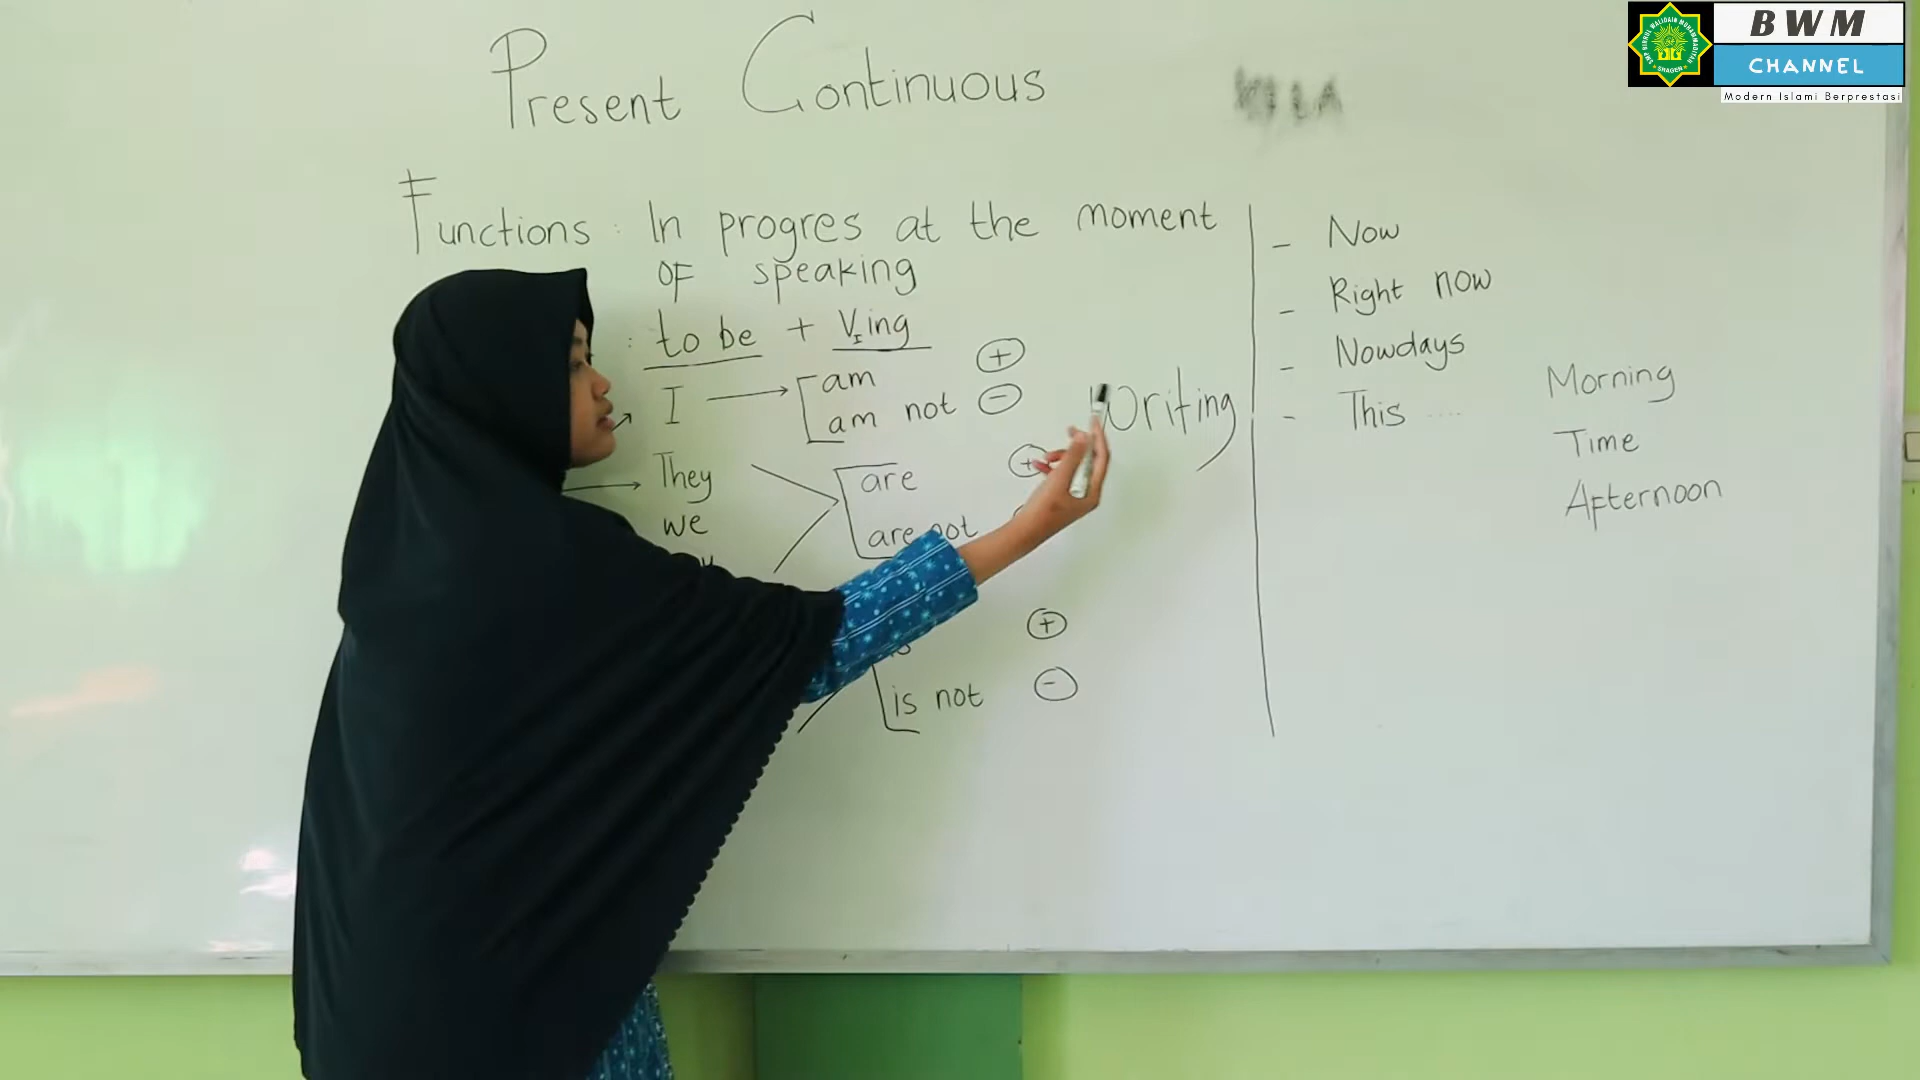 Present Continuous
Functions : In progres at the moment
of speaking
: to be + VIing
I am +
am not -
They are +
we are not
is +
is not -
Writing
- Now
- Right now
- Nowdays
- This ....
Morning
Time
Afternoon
BWM
CHANNEL
Modern Islami Berprestasi